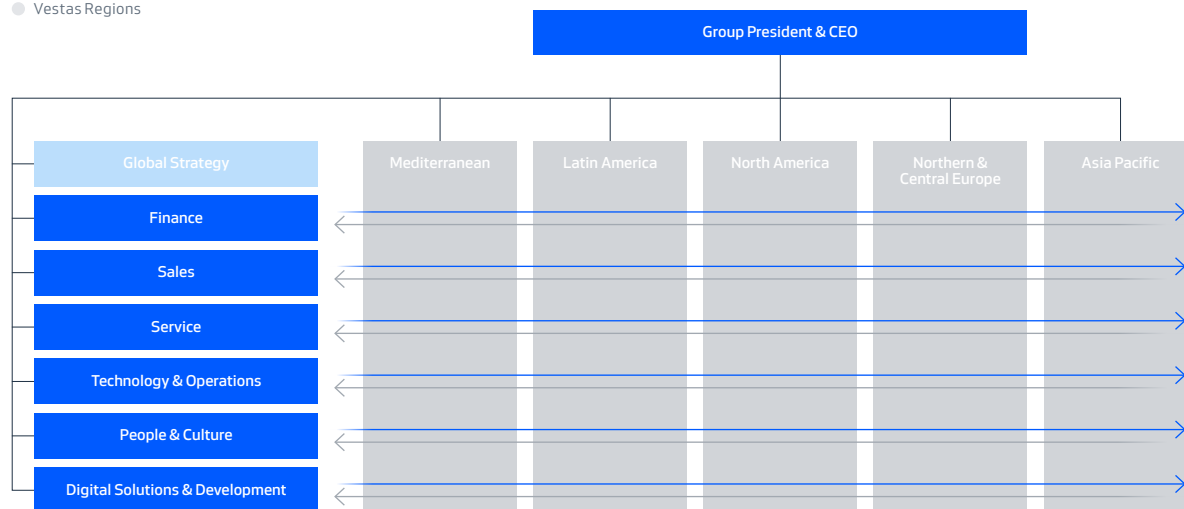 Vestas Regions
Group President & CEO
Global Strategy
Mediterranean
Latin America
North America
Northern &
Central Europe
Asia Pacific
Finance
Sales
Service
Technology & Operations
People & Culture
Digital Solutions & Development